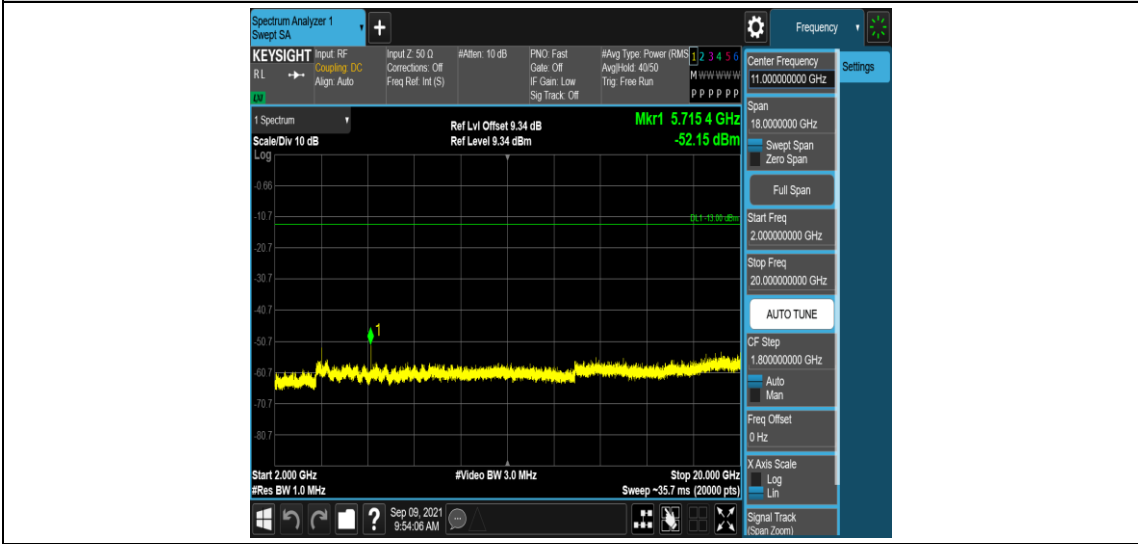 Spectrum Analyzer 1
Swept SA
+
Frequency
KEYSIGHT
RL
LXI
Input: RF
Coupling: DC
Align: Auto
Input Z: 50 Ω
Corrections: Off
Freq Ref: Int (S)
#Atten: 10 dB
PNO: Fast
Gate: Off
IF Gain: Low
Sig Track: Off
#Avg Type: Power (RMS
Avg|Hold: 40/50
Trig: Free Run
1 2 3 4 5 6
M W W W W W
P P P P P P
1 Spectrum
Scale/Div 10 dB
Log
Ref Lvl Offset 9.34 dB
Ref Level 9.34 dBm
Mkr1 5.715 4 GHz
-52.15 dBm
-0.66
-10.7
DL1 -13.00 dBm
-20.7
-30.7
-40.7
1
-50.7
-60.7
-70.7
-80.7
Start 2.000 GHz
#Res BW 1.0 MHz
#Video BW 3.0 MHz
Stop 20.000 GHz
Sweep ~35.7 ms (20000 pts)
?
Sep 09, 2021
9:54:06 AM
Center Frequency
11.000000000 GHz
Settings
Span
18.0000000 GHz
Swept Span
Zero Span
Full Span
Start Freq
2.000000000 GHz
Stop Freq
20.000000000 GHz
AUTO TUNE
CF Step
1.800000000 GHz
Auto
Man
Freq Offset
0 Hz
X Axis Scale
Log
Lin
Signal Track
(Span Zoom)